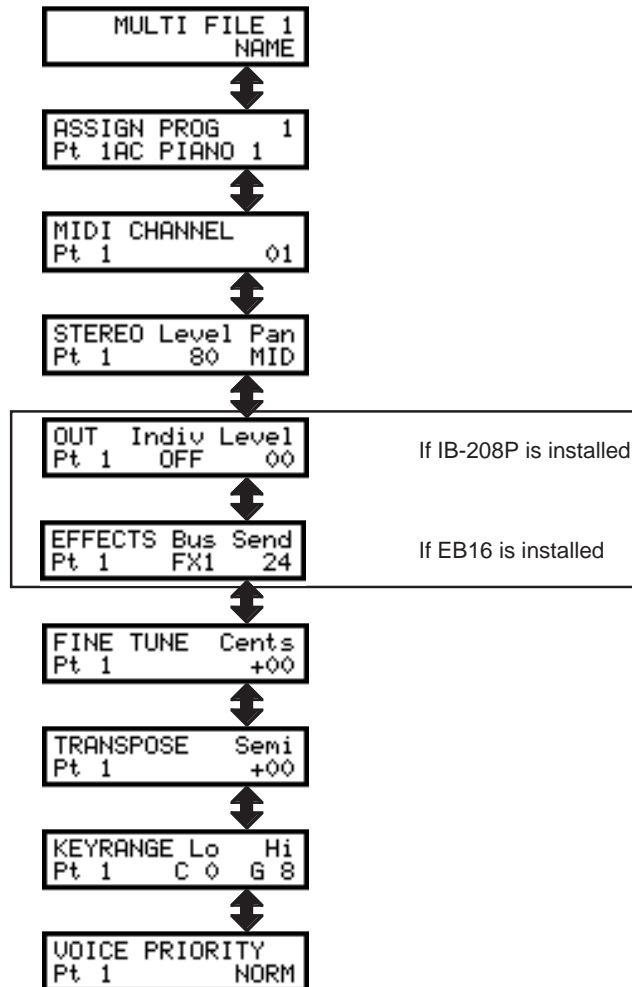 MULTI FILE 1
NAME
ASSIGN PROG 1
Pt 1AC PIANO 1
MIDI CHANNEL
Pt 1 01
STEREO Level Pan
Pt 1 80 MID
OUT Indiv Level
Pt 1 OFF 00
If IB-208P is installed
EFFECTS Bus Send
Pt 1 FX1 24
If EB16 is installed
FINE TUNE Cents
Pt 1 +00
TRANSPOSE Semi
Pt 1 +00
KEYRANGE Lo Hi
Pt 1 C 0 G 8
VOICE PRIORITY
Pt 1 NORM